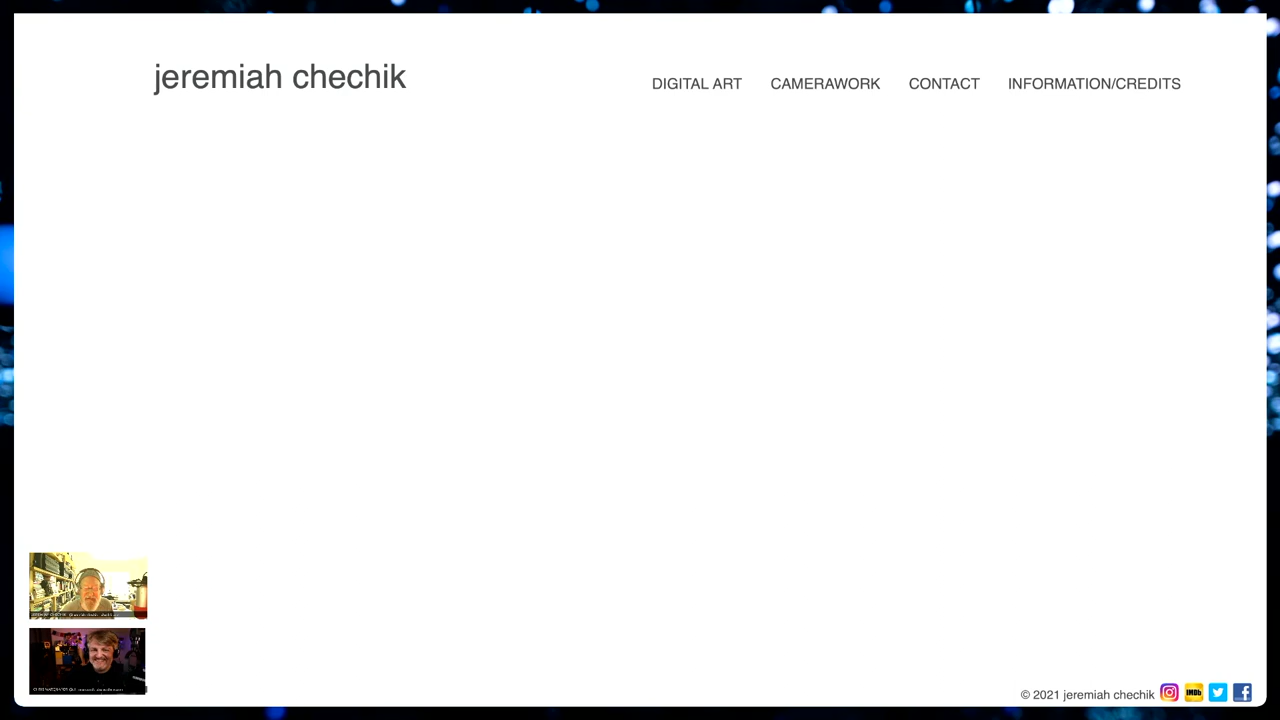 jeremiah chechik
DIGITAL ART CAMERAWORK CONTACT INFORMATION/CREDITS
© 2021 jeremiah chechik
IMDb